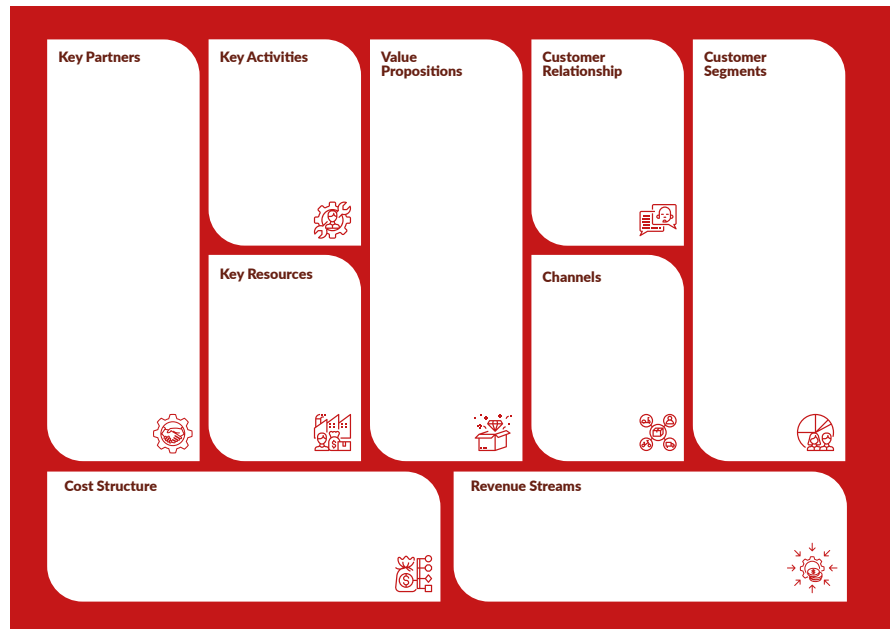 Key Partners
Key Activities
Value
Propositions
Customer
Relationship
Customer
Segments
Key Resources
Channels
Cost Structure
Revenue Streams